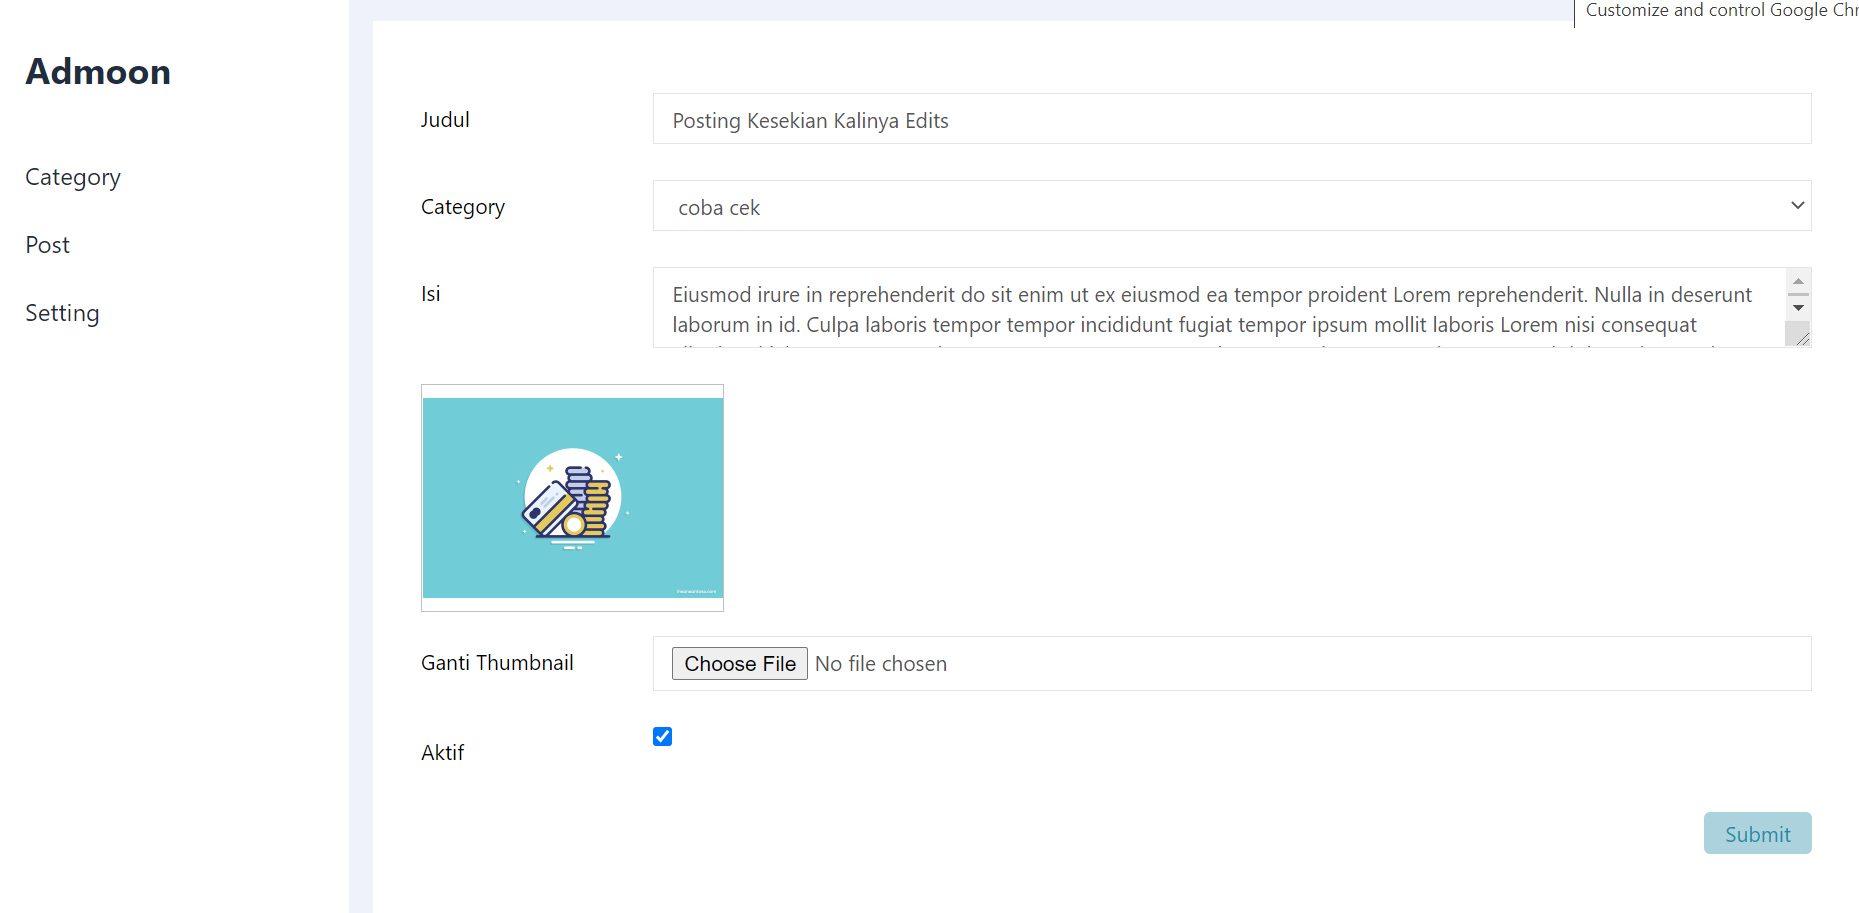 Customize and control Google Chr
Admoon
Category
Post
Setting
Judul
Posting Kesekian Kalinya Edits
Category
coba cek
Isi
Eiusmod irure in reprehenderit do sit enim ut ex eiusmod ea tempor proident Lorem reprehenderit. Nulla in deserunt
laborum in id. Culpa laboris tempor tempor incididunt fugiat tempor ipsum mollit laboris Lorem nisi consequat
Ganti Thumbnail
Choose File No file chosen
Aktif
Submit